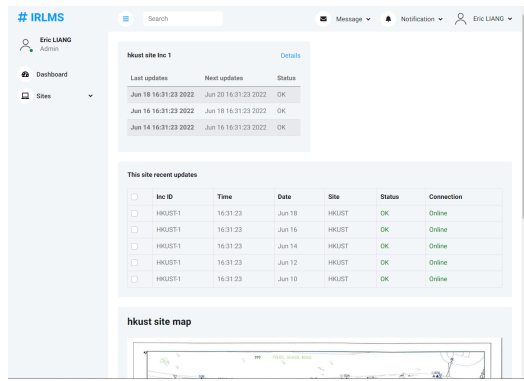 # IRLMS
Search
Message
Notification
Eric LIANG
Eric LIANG
Admin
Dashboard
Sites
hkust site Inc 1 Details
Last updates Next updates Status
Jun 18 16:31:23 2022 Jun 20 16:31:23 2022 OK
Jun 16 16:31:23 2022 Jun 18 16:31:23 2022 OK
Jun 14 16:31:23 2022 Jun 16 16:31:23 2022 OK
This site recent updates
Inc ID Time Date Site Status Connection
HKUST-1 16:31:23 Jun 18 HKUST OK Online
HKUST-1 16:31:23 Jun 16 HKUST OK Online
HKUST-1 16:31:23 Jun 14 HKUST OK Online
HKUST-1 16:31:23 Jun 12 HKUST OK Online
HKUST-1 16:31:23 Jun 10 HKUST OK Online
hkust site map